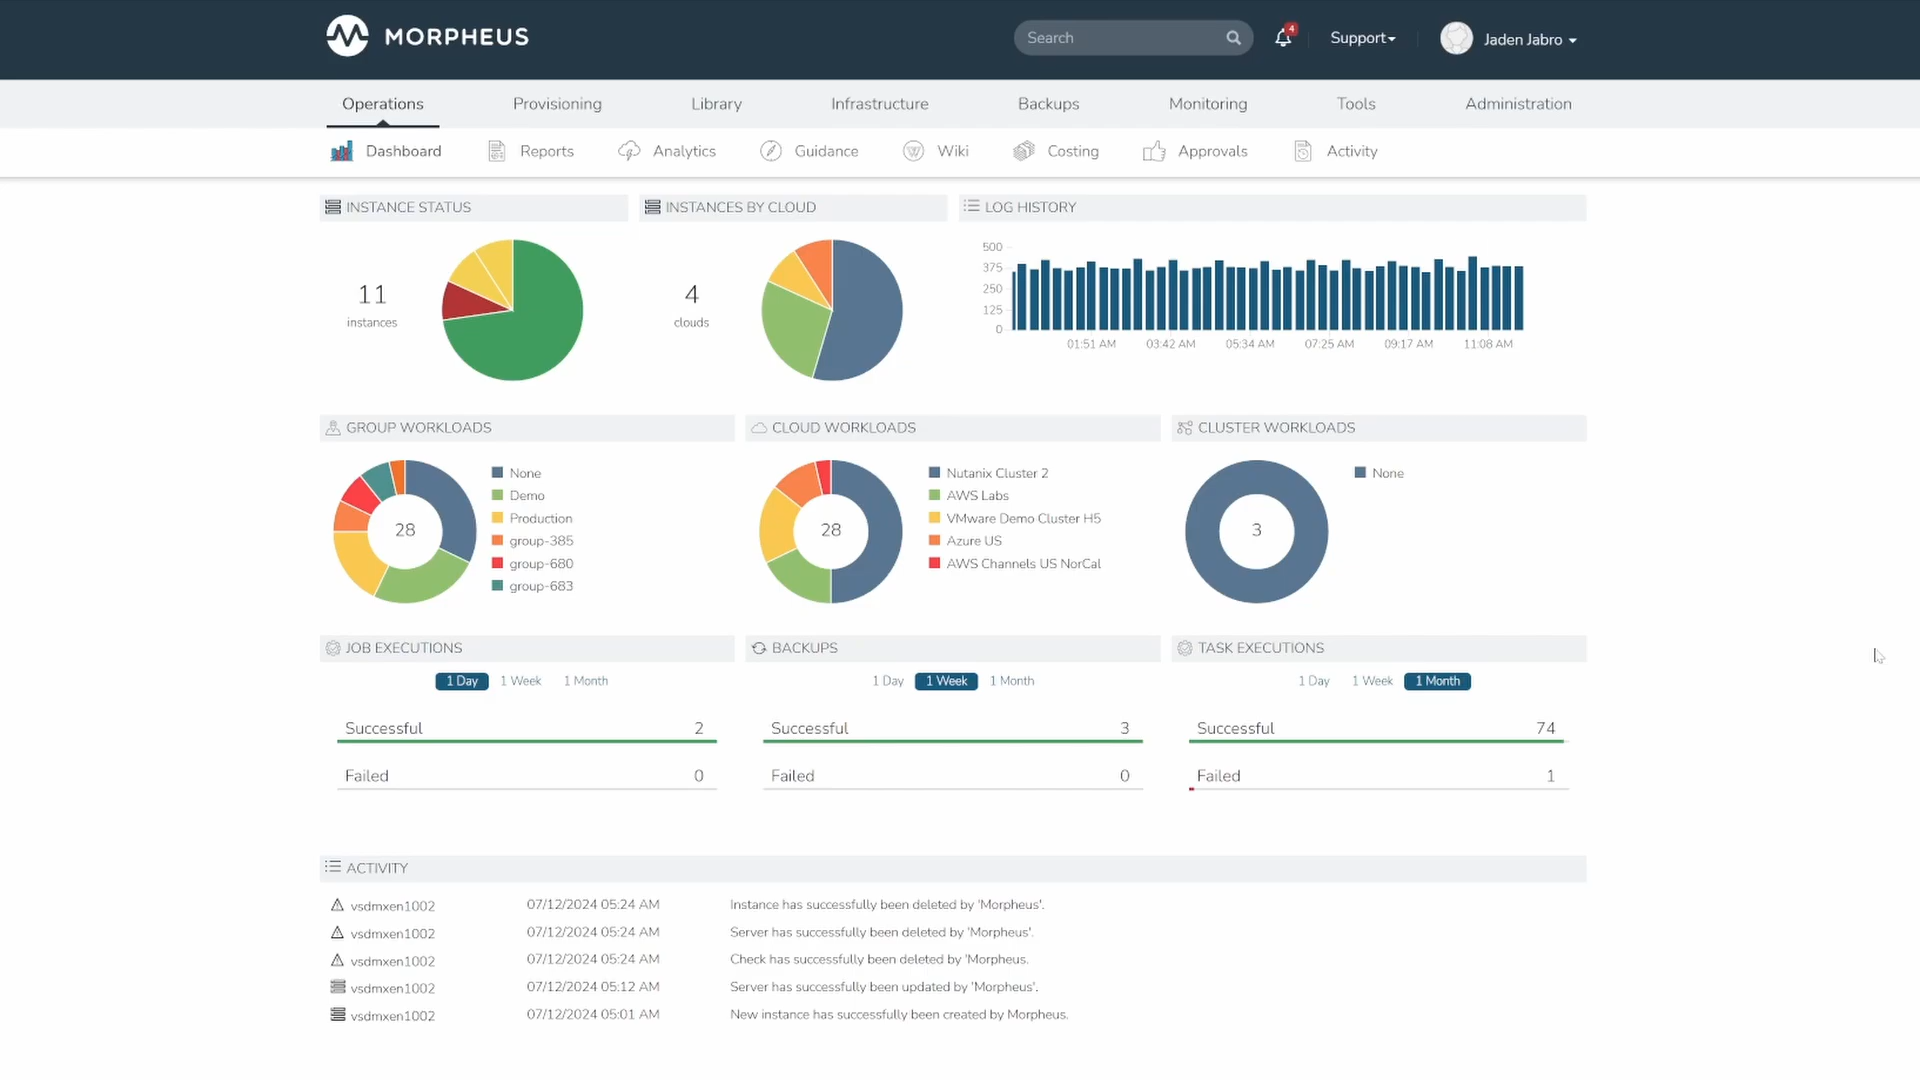 MORPHEUS
Search
4
Support
Jaden Jabro
Operations Provisioning Library Infrastructure Backups Monitoring Tools Administration
Dashboard Reports Analytics Guidance Wiki Costing Approvals Activity
INSTANCE STATUS
11
instances
INSTANCES BY CLOUD
4
clouds
LOG HISTORY
500
375
250
125
0
01:51 AM 03:42 AM 05:34 AM 07:25 AM 09:17 AM 11:08 AM
GROUP WORKLOADS
28
None
Demo
Production
group-385
group-680
group-683
CLOUD WORKLOADS
28
Nutanix Cluster 2
AWS Labs
VMware Demo Cluster H5
Azure US
AWS Channels US NorCal
CLUSTER WORKLOADS
3
None
JOB EXECUTIONS
1 Day 1 Week 1 Month
Successful 2
Failed 0
BACKUPS
1 Day 1 Week 1 Month
Successful 3
Failed 0
TASK EXECUTIONS
1 Day 1 Week 1 Month
Successful 74
Failed 1
ACTIVITY
vsdmxen1002 07/12/2024 05:24 AM Instance has successfully been deleted by 'Morpheus'.
vsdmxen1002 07/12/2024 05:24 AM Server has successfully been deleted by 'Morpheus'.
vsdmxen1002 07/12/2024 05:24 AM Check has successfully been deleted by 'Morpheus.
vsdmxen1002 07/12/2024 05:12 AM Server has successfully been updated by 'Morpheus'.
vsdmxen1002 07/12/2024 05:01 AM New instance has successfully been created by Morpheus.